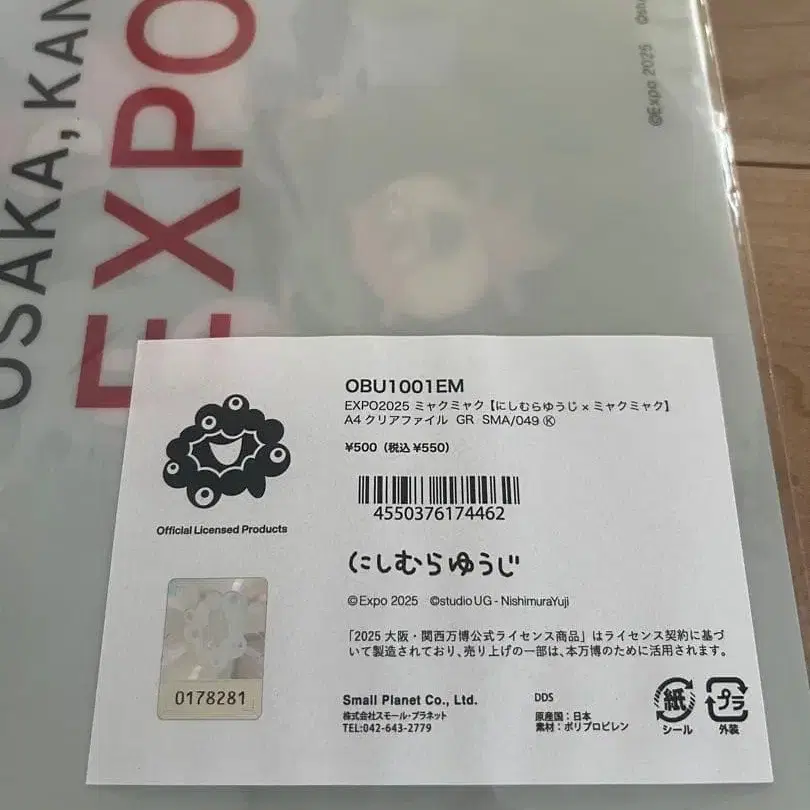 OSAKA, KAN
EXPO
©Expo 2025 ©stu
OBU1001EM
EXPO2025 ミャクミャク【にしむらゆうじ×ミャクミャク】
A4 クリアファイル GR SMA/049 Ⓚ
¥500（税込 ¥550）
4550376174462
Official Licensed Products
にしむらゆうじ
©Expo 2025 ©studio UG - NishimuraYuji
「2025 大阪・関西万博公式ライセンス商品」はライセンス契約に基づ
いて製造されており、売り上げの一部は、本万博のために活用されます。
0178281
Small Planet Co., Ltd.
株式会社スモール・プラネット
TEL:042-643-2779
DDS
原産国：日本
素材：ポリプロピレン
紙
シール
プラ
外装